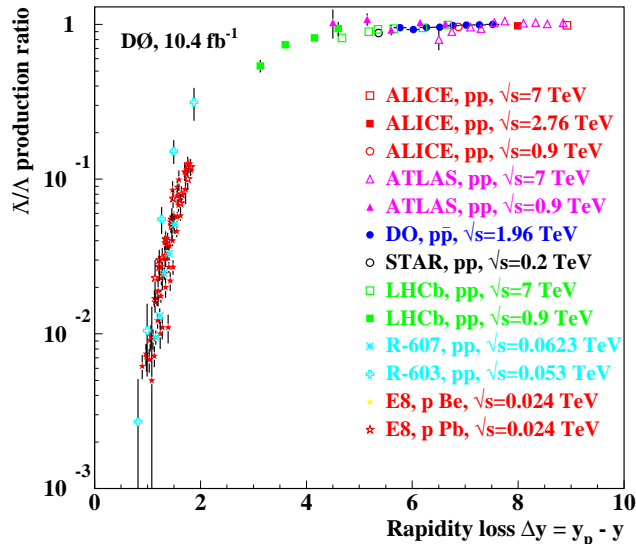 Λ̅/Λ production ratio
1
10^-1
10^-2
10^-3
DØ, 10.4 fb^-1
ALICE, pp, √s=7 TeV
ALICE, pp, √s=2.76 TeV
ALICE, pp, √s=0.9 TeV
ATLAS, pp, √s=7 TeV
ATLAS, pp, √s=0.9 TeV
DO, pp̄, √s=1.96 TeV
STAR, pp, √s=0.2 TeV
LHCb, pp, √s=7 TeV
LHCb, pp, √s=0.9 TeV
R-607, pp, √s=0.0623 TeV
R-603, pp, √s=0.053 TeV
E8, p Be, √s=0.024 TeV
E8, p Pb, √s=0.024 TeV
0 2 4 6 8 10
Rapidity loss Δy = y_p - y